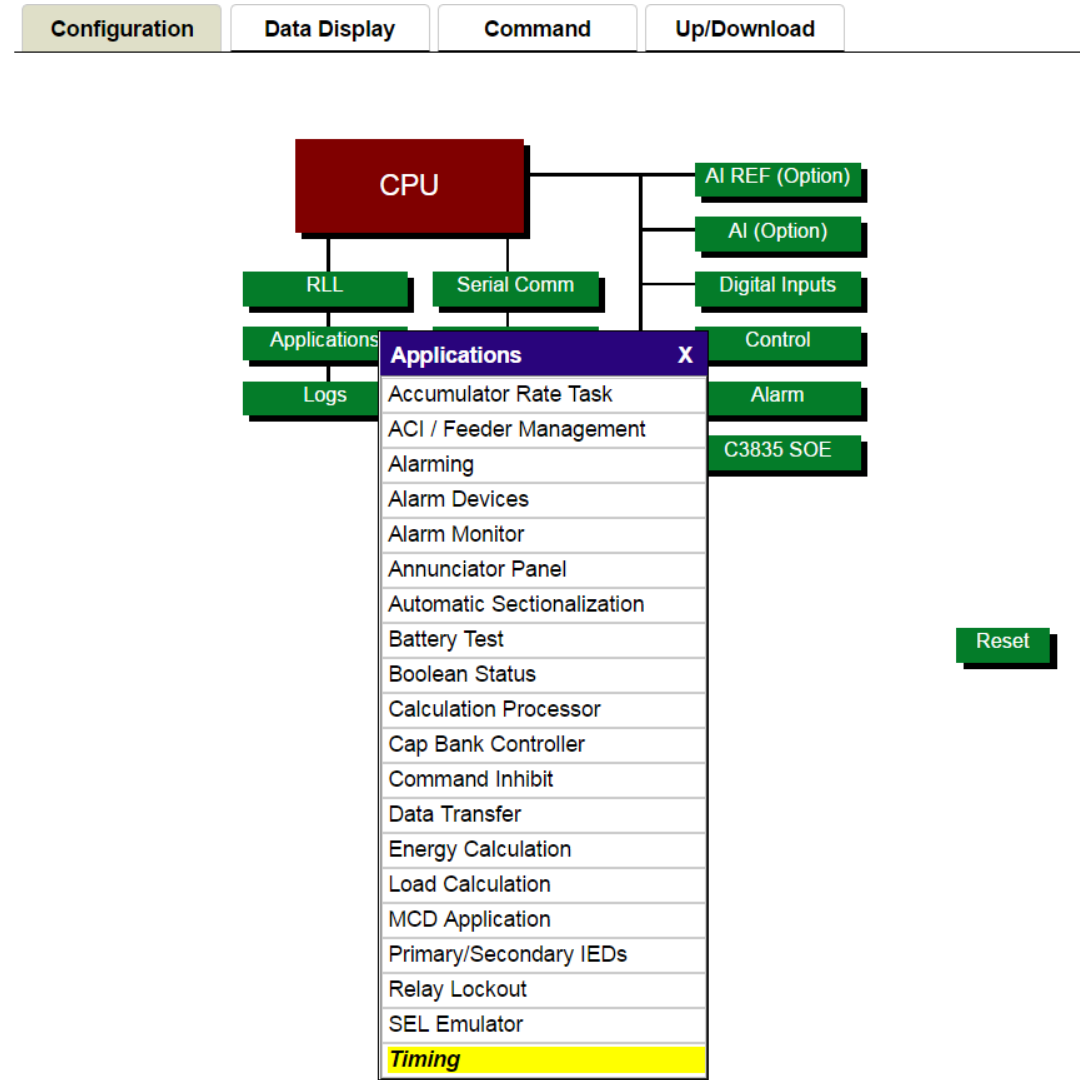 Configuration Data Display Command Up/Download
CPU
AI REF (Option)
AI (Option)
RLL Serial Comm Digital Inputs
Applications Control
Logs Alarm
C3835 SOE
Applications X
Accumulator Rate Task
ACI / Feeder Management
Alarming
Alarm Devices
Alarm Monitor
Annunciator Panel
Automatic Sectionalization
Battery Test
Boolean Status
Calculation Processor
Cap Bank Controller
Command Inhibit
Data Transfer
Energy Calculation
Load Calculation
MCD Application
Primary/Secondary IEDs
Relay Lockout
SEL Emulator
Timing
Reset